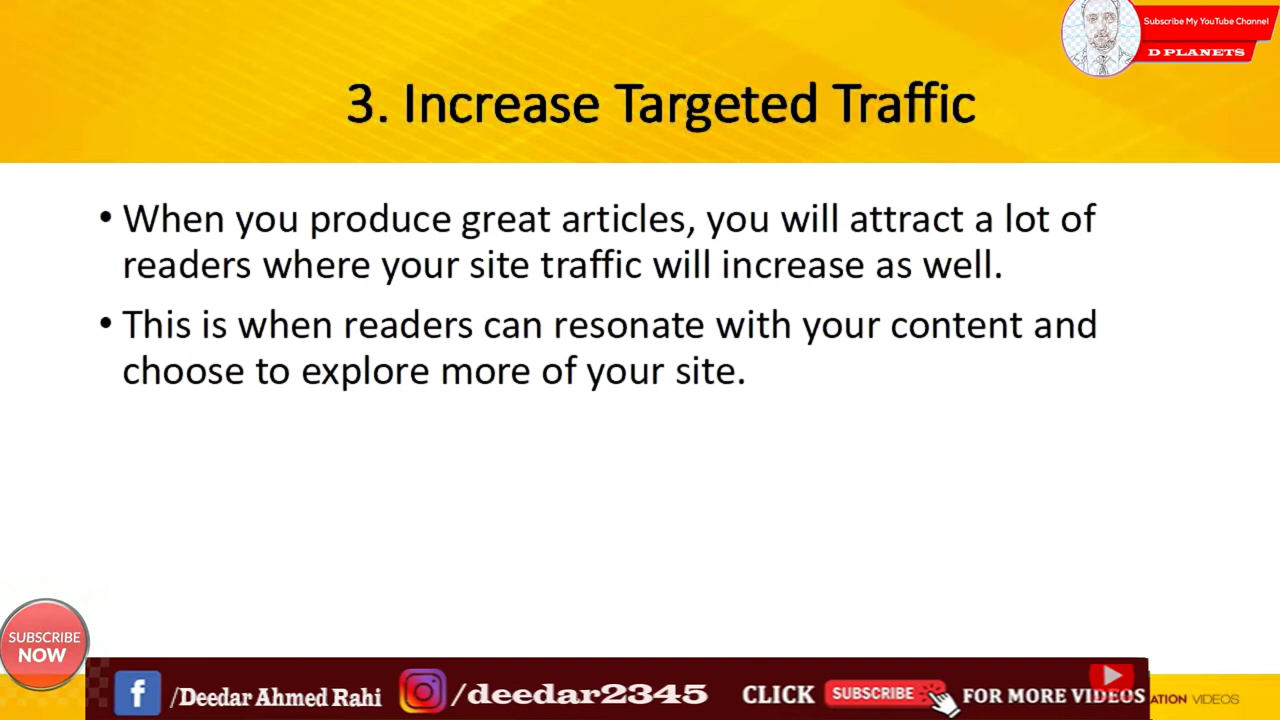 Subscribe My YouTube Channel
D PLANETS
3. Increase Targeted Traffic
• When you produce great articles, you will attract a lot of
readers where your site traffic will increase as well.
• This is when readers can resonate with your content and
choose to explore more of your site.
SUBSCRIBE
NOW
f /Deedar Ahmed Rahi /deedar2345 CLICK SUBSCRIBE FOR MORE VIDEOS
VIDEOS